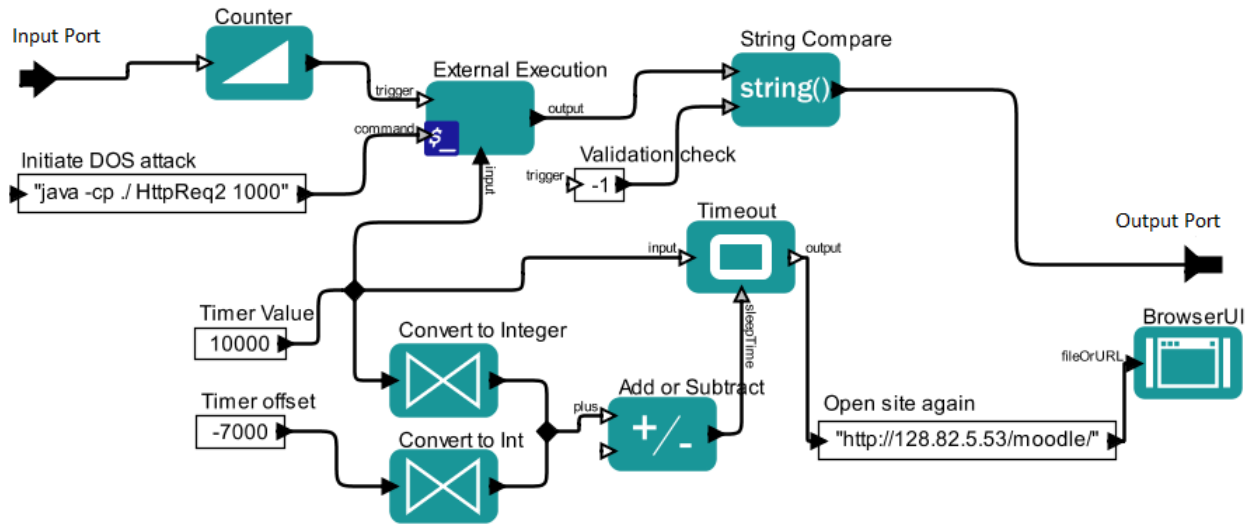 Counter
Input Port
String Compare
External Execution
trigger
string()
output
command
$_
Initiate DOS attack
Validation check
"java -cp ./ HttpReq2 1000"
trigger
-1
input
Timeout
Output Port
input
output
Timer Value
10000
sleepTime
Convert to Integer
BrowserUI
fileOrURL
Timer offset
-7000
Add or Subtract
plus
+/-
Open site again
"http://128.82.5.53/moodle/"
Convert to Int